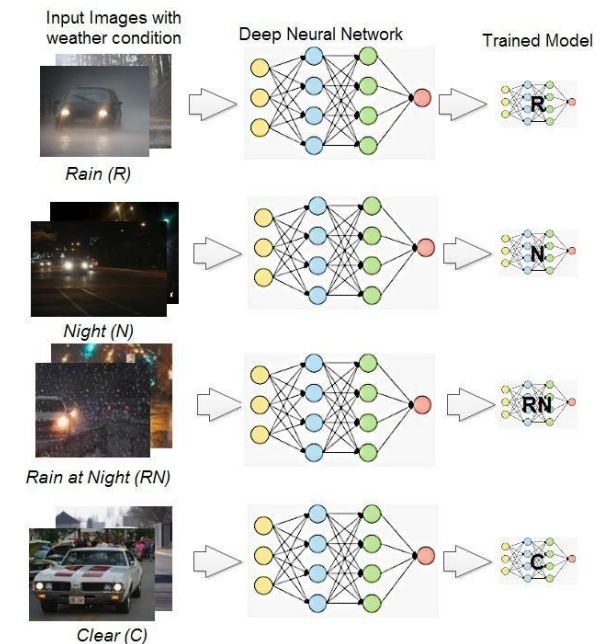 Input Images with
weather condition
Deep Neural Network
Trained Model
R
Rain (R)
N
Night (N)
RN
Rain at Night (RN)
C
Clear (C)